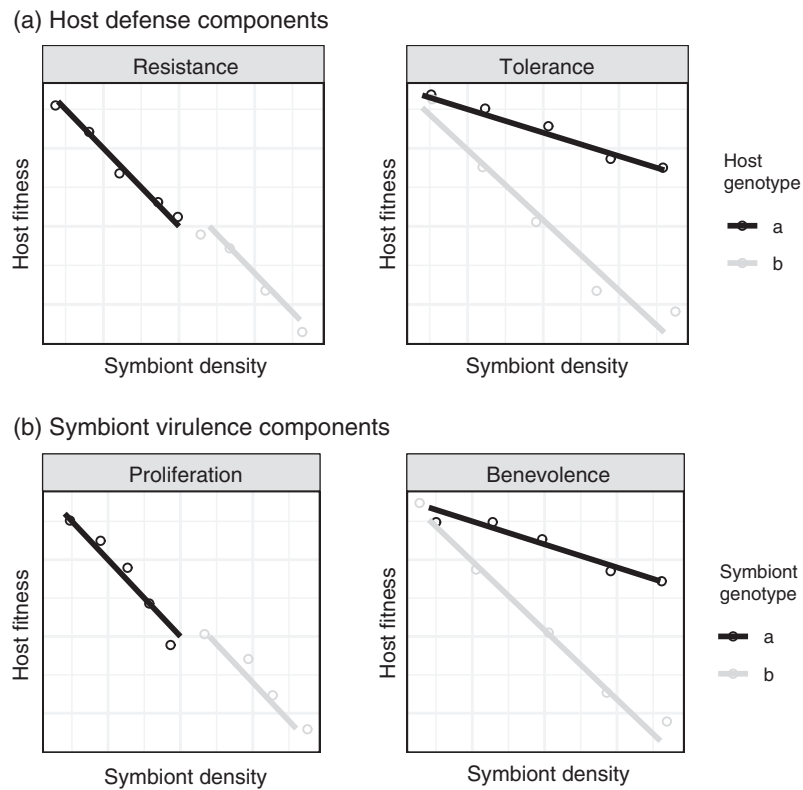 (a) Host defense components
Resistance
Tolerance
Host fitness
Host fitness
Symbiont density
Symbiont density
Host
genotype
a
b
(b) Symbiont virulence components
Proliferation
Benevolence
Host fitness
Host fitness
Symbiont density
Symbiont density
Symbiont
genotype
a
b